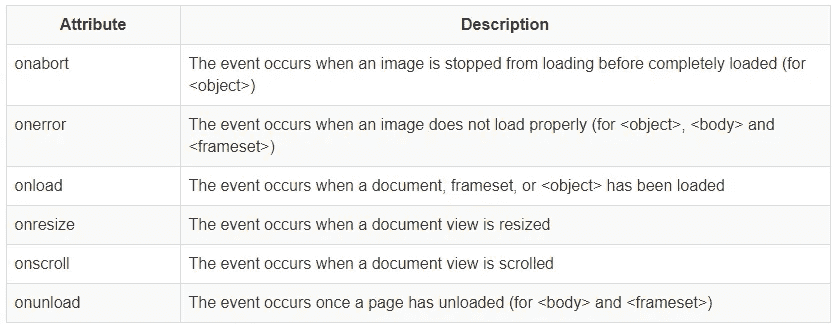 Attribute Description
onabort The event occurs when an image is stopped from loading before completely loaded (for
<object>)
onerror The event occurs when an image does not load properly (for <object>, <body> and
<frameset>)
onload The event occurs when a document, frameset, or <object> has been loaded
onresize The event occurs when a document view is resized
onscroll The event occurs when a document view is scrolled
onunload The event occurs once a page has unloaded (for <body> and <frameset>)